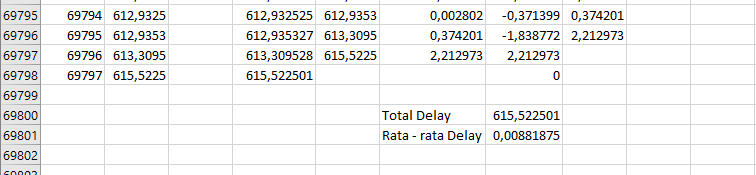 69795 69794 612,9325 612,932525 612,9353 0,002802 -0,371399 0,374201
69796 69795 612,9353 612,935327 613,3095 0,374201 -1,838772 2,212973
69797 69796 613,3095 613,309528 615,5225 2,212973 2,212973
69798 69797 615,5225 615,522501 0
69799
69800 Total Delay 615,522501
69801 Rata - rata Delay 0,00881875
69802